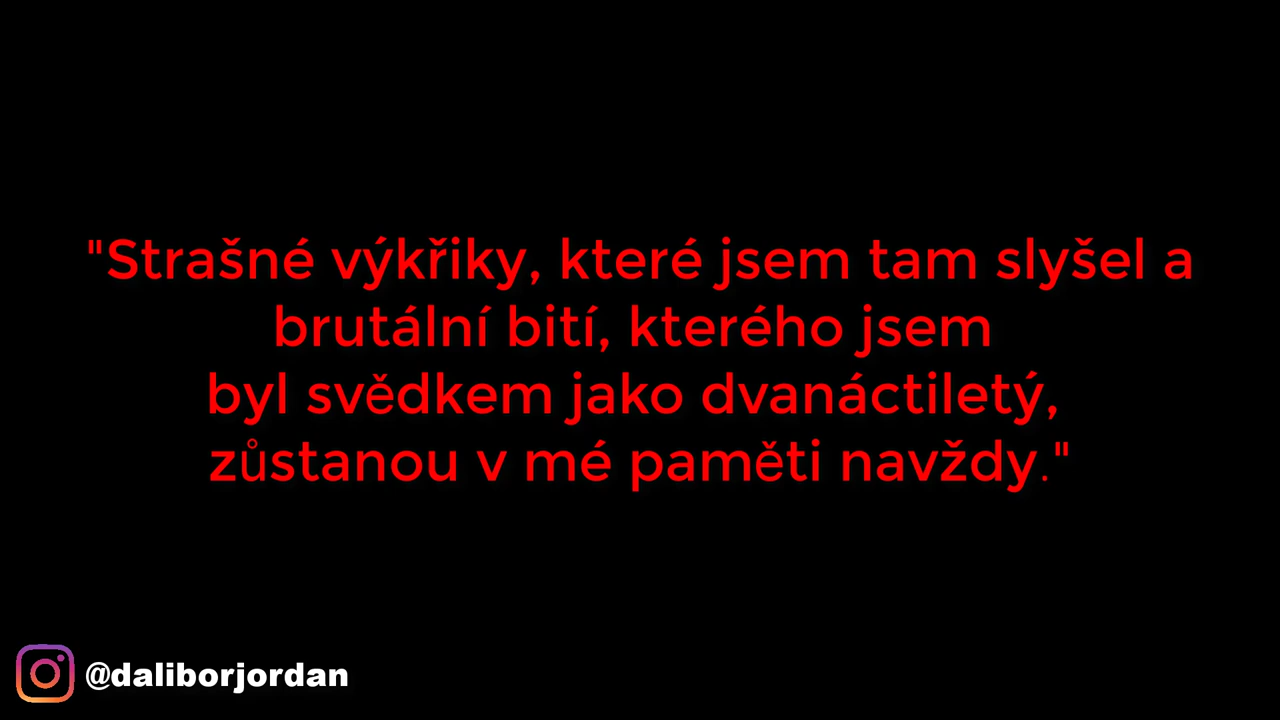 "Strašné výkřiky, které jsem tam slyšel a
brutální bití, kterého jsem
byl svědkem jako dvanáctiletý,
zůstanou v mé paměti navždy."
@daliborjordan